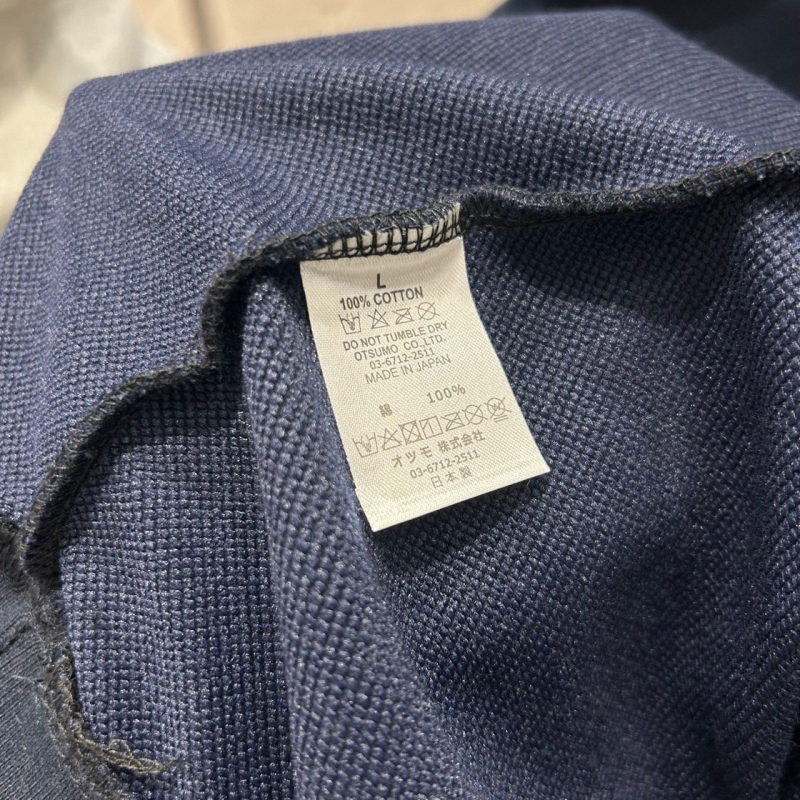 L
100% COTTON
DO NOT TUMBLE DRY
OTSUMO CO.,LTD.
03-6712-2511
MADE IN JAPAN
綿 100%
オツモ 株式会社
03-6712-2511
日本製